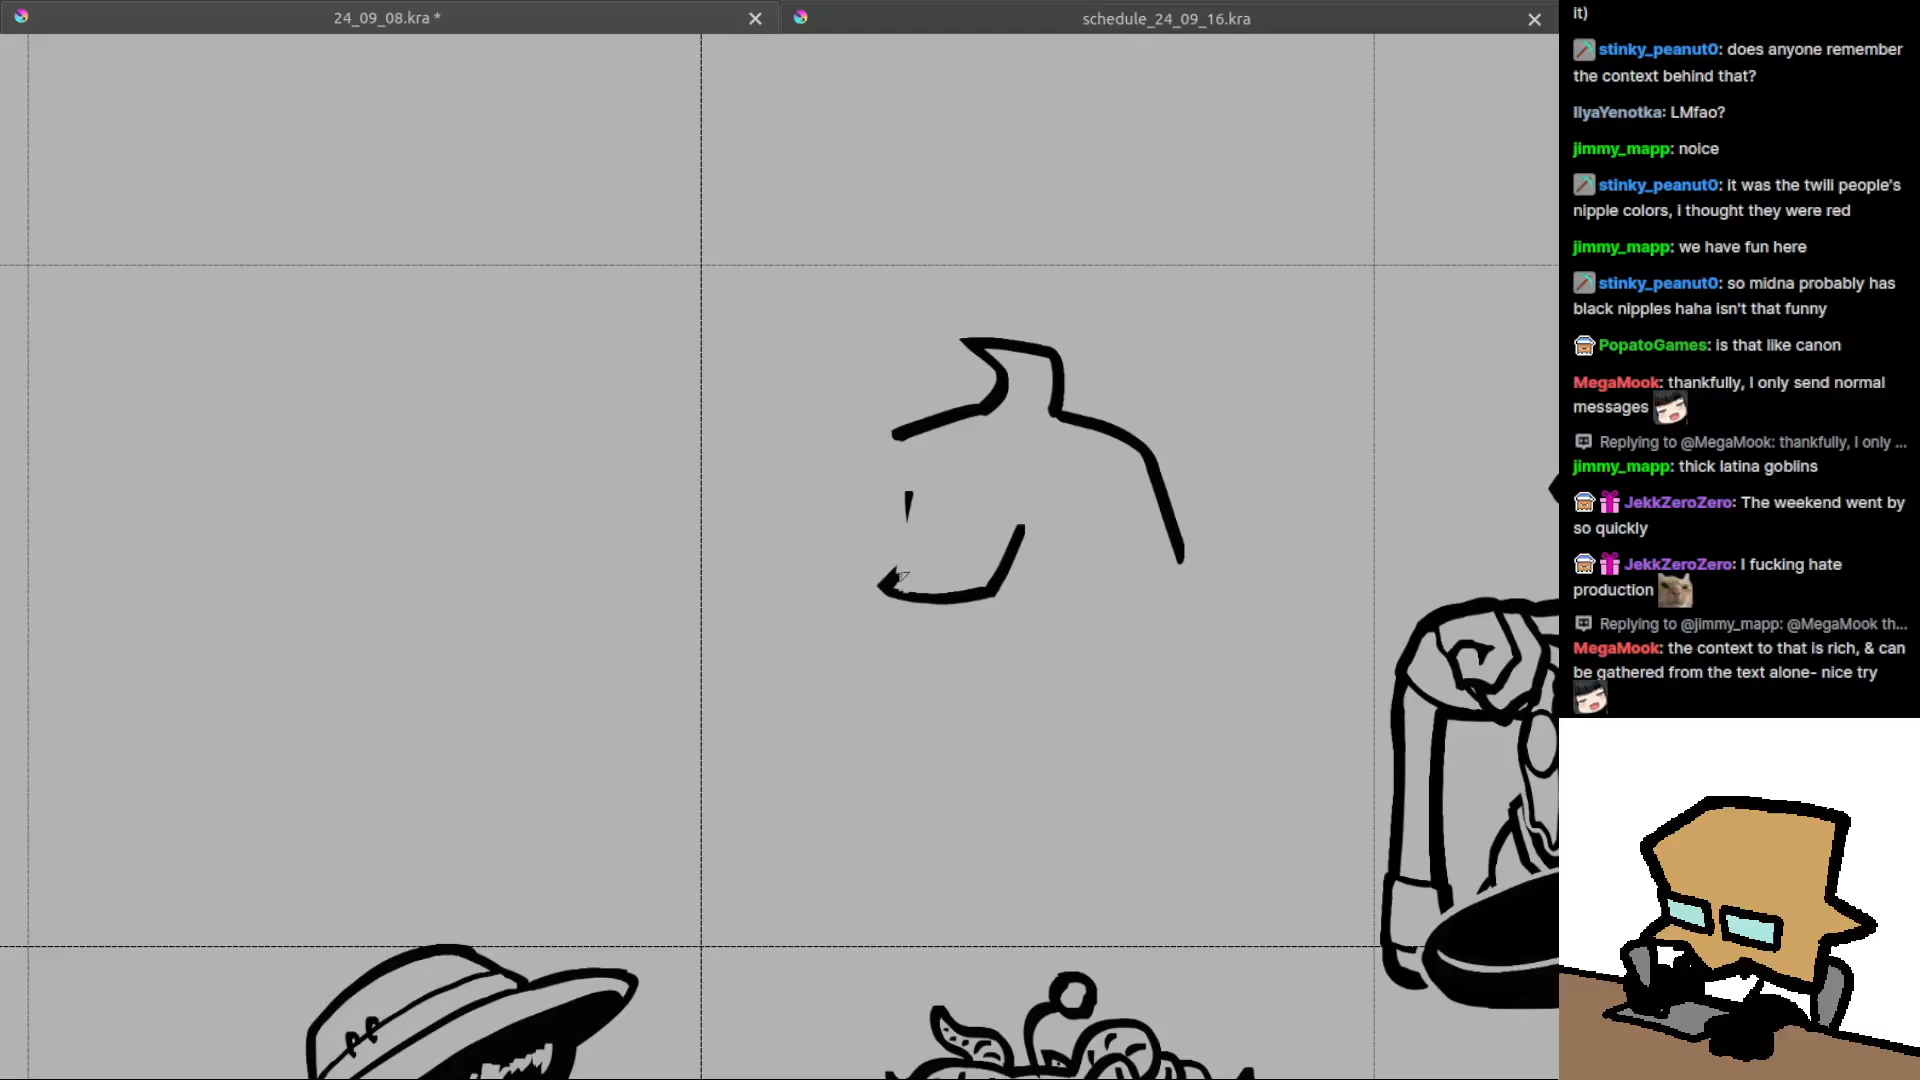 24_09_08.kra *
schedule_24_09_16.kra
it)
stinky_peanut0: does anyone remember
the context behind that?
IlyaYenotka: LMfao?
jimmy_mapp: noice
stinky_peanut0: it was the twili people's
nipple colors, i thought they were red
jimmy_mapp: we have fun here
stinky_peanut0: so midna probably has
black nipples haha isn't that funny
PopatoGames: is that like canon
MegaMook: thankfully, I only send normal
messages
Replying to @MegaMook: thankfully, I only ...
jimmy_mapp: thick latina goblins
JekkZeroZero: The weekend went by
so quickly
JekkZeroZero: I fucking hate
production
Replying to @jimmy_mapp: @MegaMook th...
MegaMook: the context to that is rich, & can
be gathered from the text alone- nice try